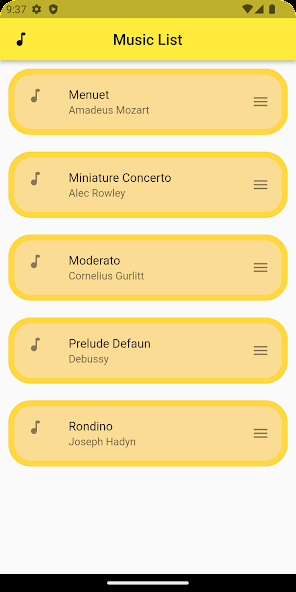 9:37
Music List
Menuet
Amadeus Mozart
Miniature Concerto
Alec Rowley
Moderato
Cornelius Gurlitt
Prelude Defaun
Debussy
Rondino
Joseph Hadyn